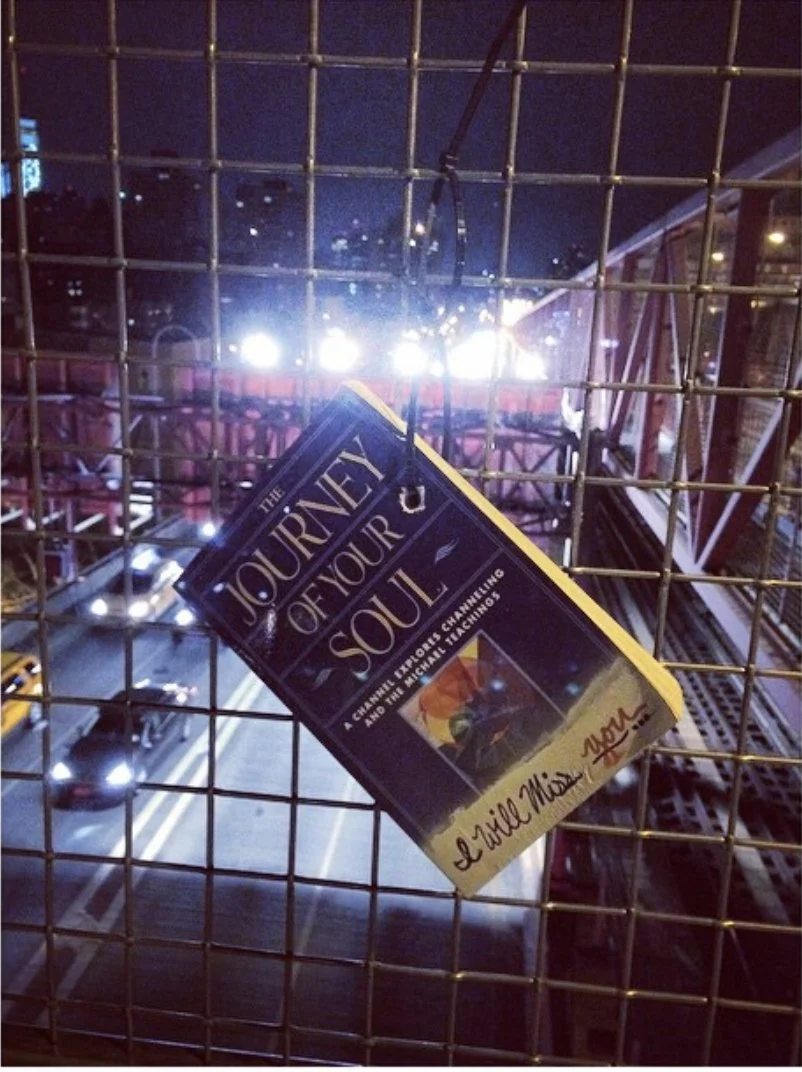 THE
JOURNEY
OF YOUR
SOUL
A CHANNEL EXPLORES CHANNELING
AND THE MICHAEL TEACHINGS
I Will Miss you...